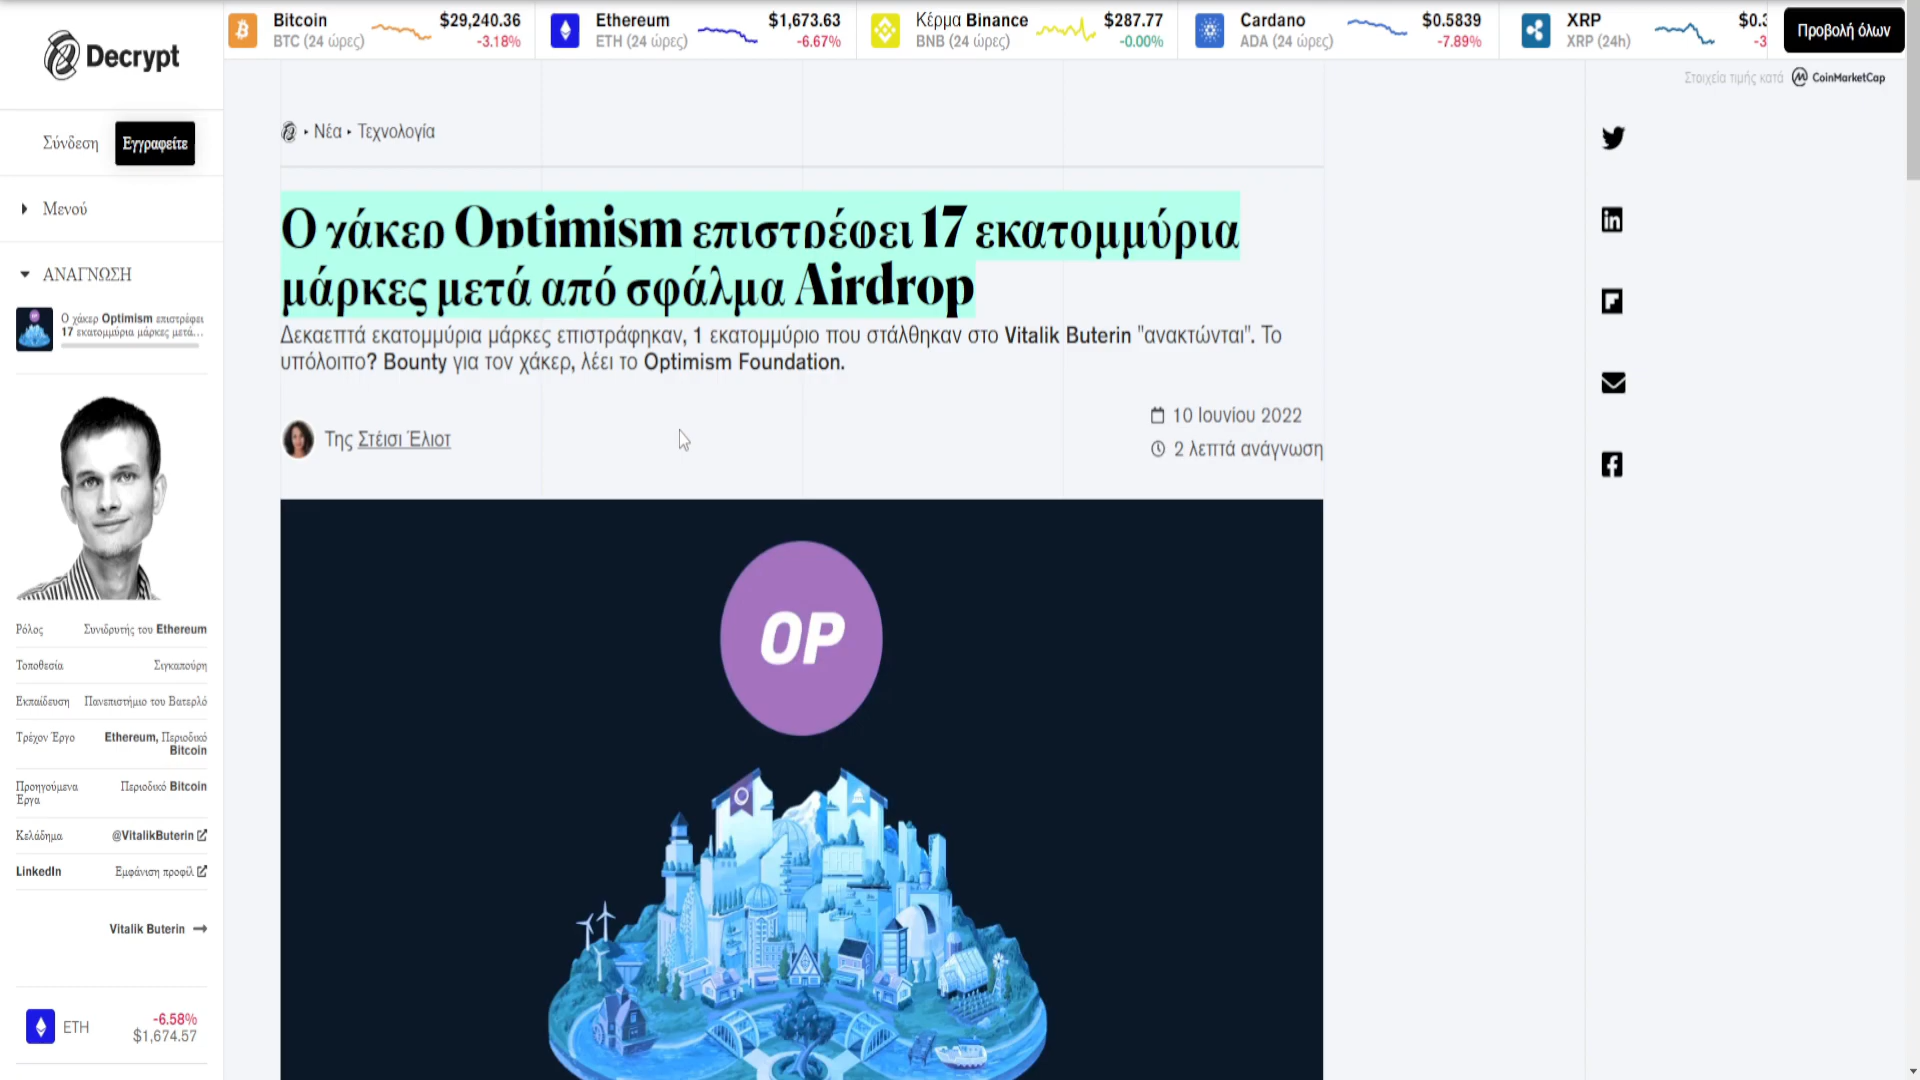 Decrypt
Bitcoin
BTC (24 ώρες)
$29,240.36
-3.18%
Ethereum
ETH (24 ώρες)
$1,673.63
-6.67%
Κέρμα Binance
BNB (24 ώρες)
$287.77
-0.00%
Cardano
ADA (24 ώρες)
$0.5839
-7.89%
XRP
XRP (24h)
$0.3
-3
Προβολή όλων
Στοιχεία τιμής κατά CoinMarketCap
Σύνδεση Εγγραφείτε
Μενού
ΑΝΑΓΝΩΣΗ
Ο χάκερ Optimism επιστρέφει
17 εκατομμύρια μάρκες μετά...
Νέα • Τεχνολογία
Ο χάκερ Optimism επιστρέφει 17 εκατομμύρια
μάρκες μετά από σφάλμα Airdrop
Δεκαεπτά εκατομμύρια μάρκες επιστράφηκαν, 1 εκατομμύριο που στάλθηκαν στο Vitalik Buterin "ανακτώνται". Το
υπόλοιπο? Bounty για τον χάκερ, λέει το Optimism Foundation.
Της Στέισι Έλιοτ
10 Ιουνίου 2022
2 λεπτά ανάγνωση
OP
Ρόλος Συνιδρυτής του Ethereum
Τοποθεσία Σιγκαπούρη
Εκπαίδευση Πανεπιστήμιο του Βατερλό
Τρέχον Έργο Ethereum, Περιοδικό
Bitcoin
Προηγούμενα Περιοδικό Bitcoin
Έργα
Κελάδημα @VitalikButerin
LinkedIn Εμφάνιση προφίλ
Vitalik Buterin →
ETH
-6.58%
$1,674.57